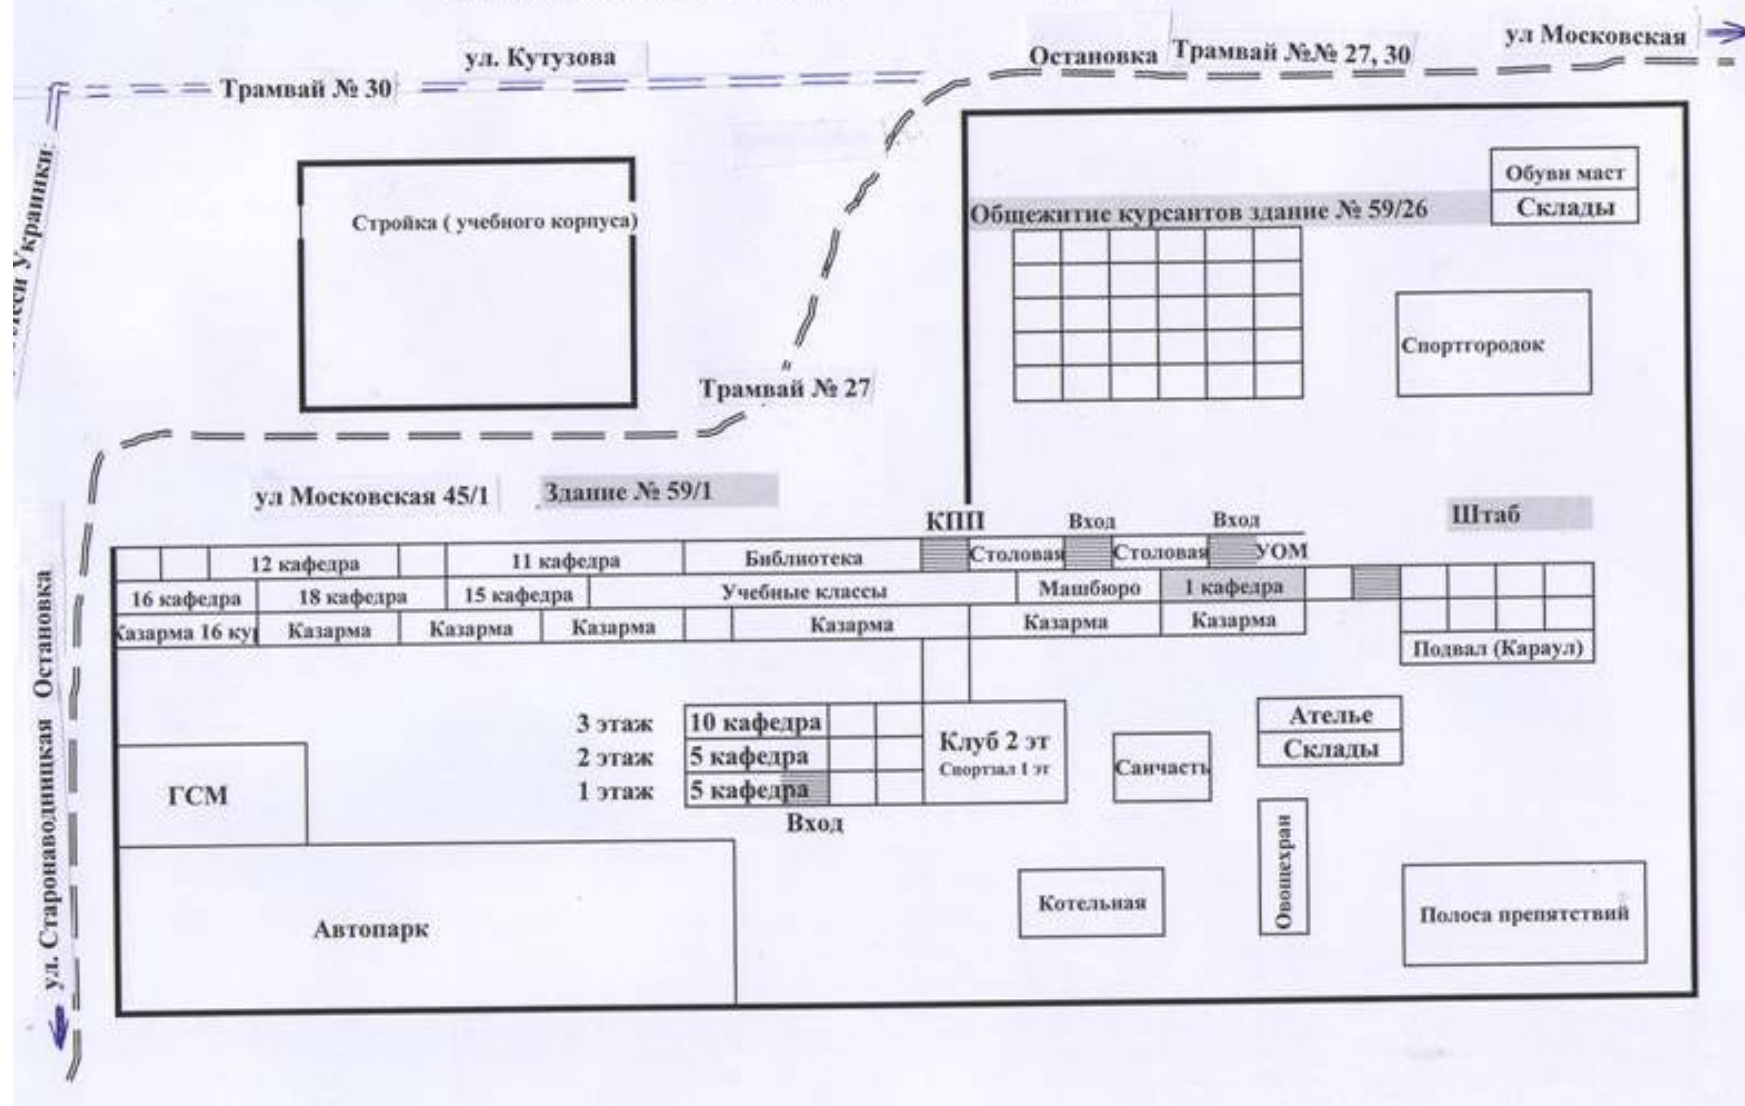 ул. Кутузова
Остановка Трамвай №№ 27, 30
ул Московская
Трамвай № 30
Украинки
Обуви маст
Склады
Общежитие курсантов здание № 59/26
Стройка ( учебного корпуса)
Спортгородок
Трамвай № 27
ул Московская 45/1
Здание № 59/1
Штаб
КПП
Вход
Вход
12 кафедра
11 кафедра
Библиотека
Столовая
Столовая
УОМ
16 кафедра
18 кафедра
15 кафедра
Учебные классы
Машбюро
1 кафедра
Казарма 16 кур
Казарма
Казарма
Казарма
Казарма
Казарма
Казарма
Подвал (Караул)
ул. Старонаводницкая Остановка
3 этаж
10 кафедра
2 этаж
5 кафедра
1 этаж
5 кафедра
Вход
Клуб 2 эт
Спортзал 1 эт
Санчасть
Ателье
Склады
ГСМ
Автопарк
Котельная
Овощехран
Полоса препятствий